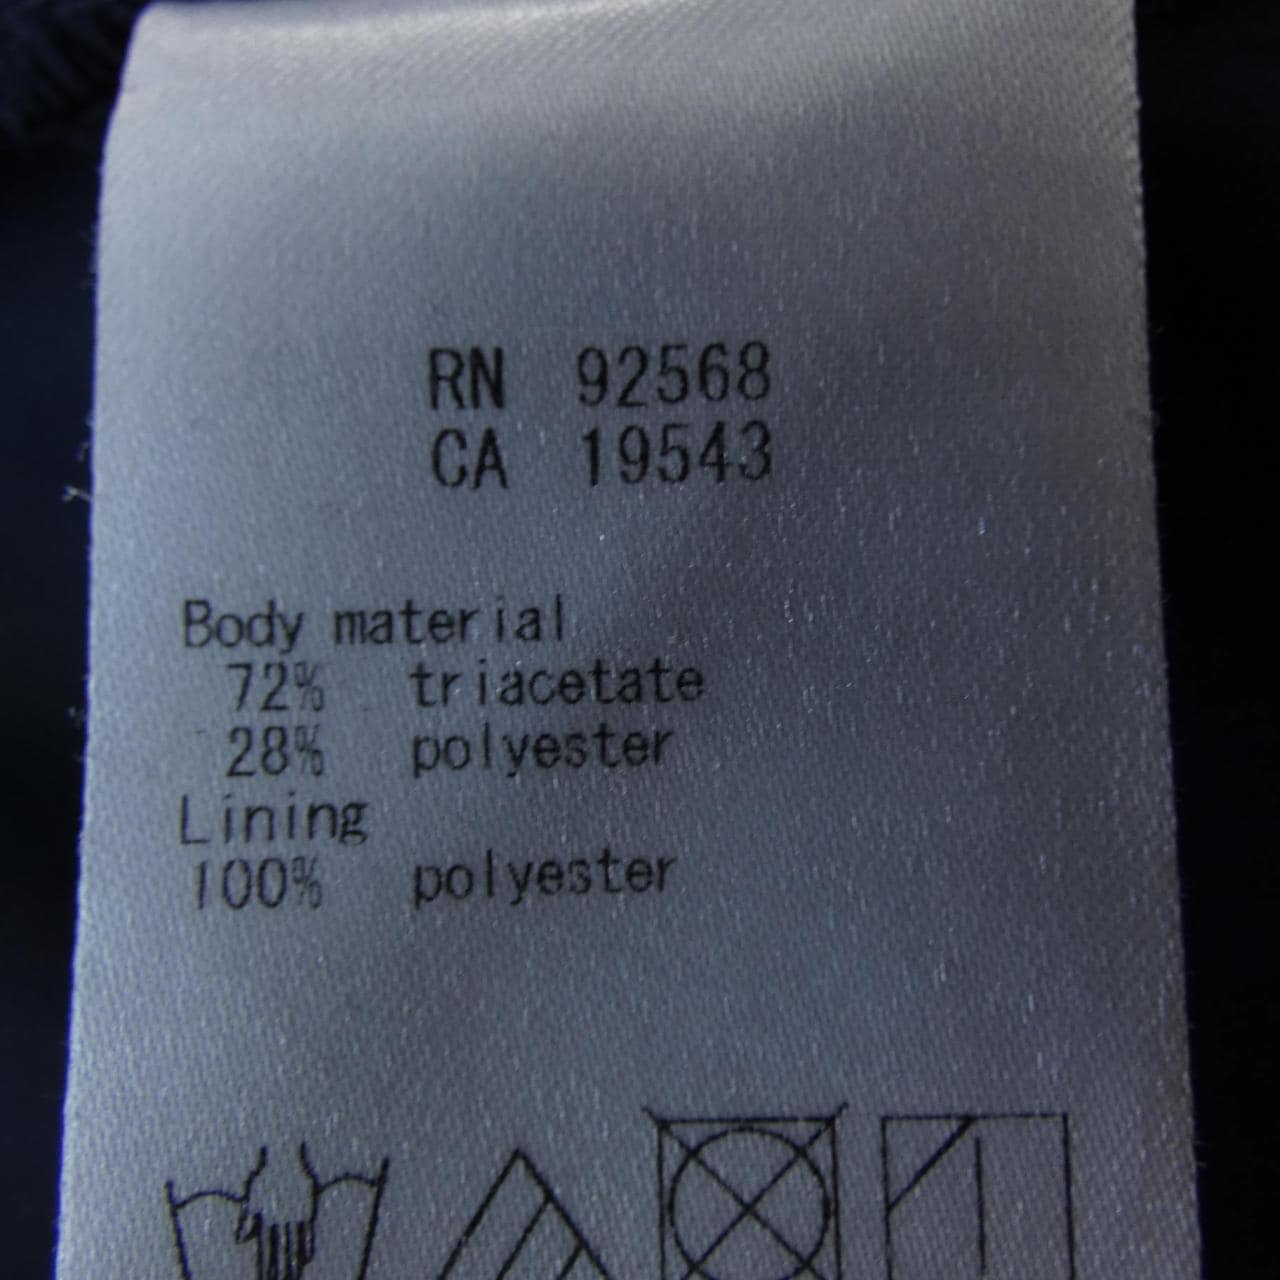 RN 92568
CA 19543
Body material
72% triacetate
28% polyester
Lining
100% polyester